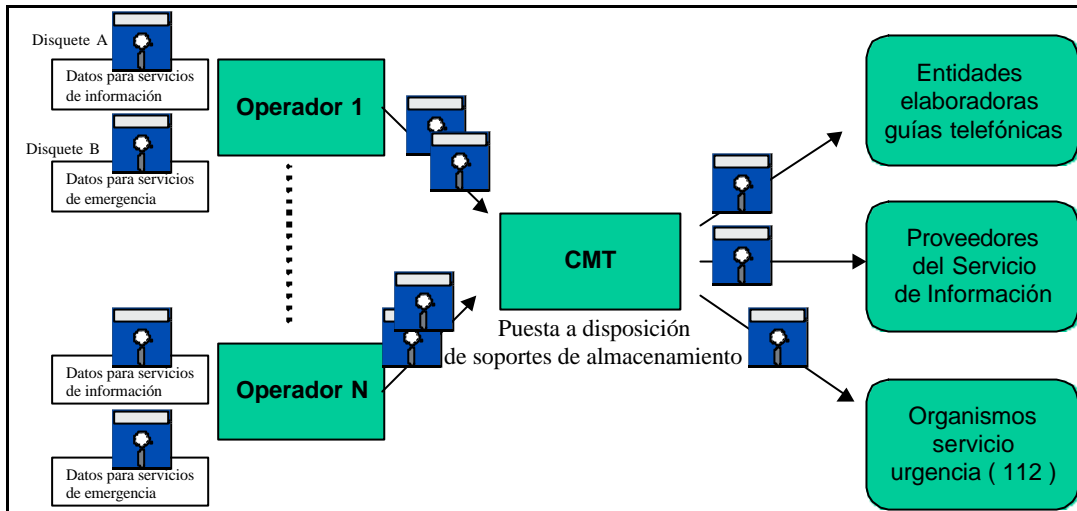 Disquete A
Datos para servicios
de información
Disquete B
Datos para servicios
de emergencia
Operador 1
Datos para servicios
de información
Datos para servicios
de emergencia
Operador N
CMT
Puesta a disposición
de soportes de almacenamiento
Entidades
elaboradoras
guías telefónicas
Proveedores
del Servicio
de Información
Organismos
servicio
urgencia ( 112 )